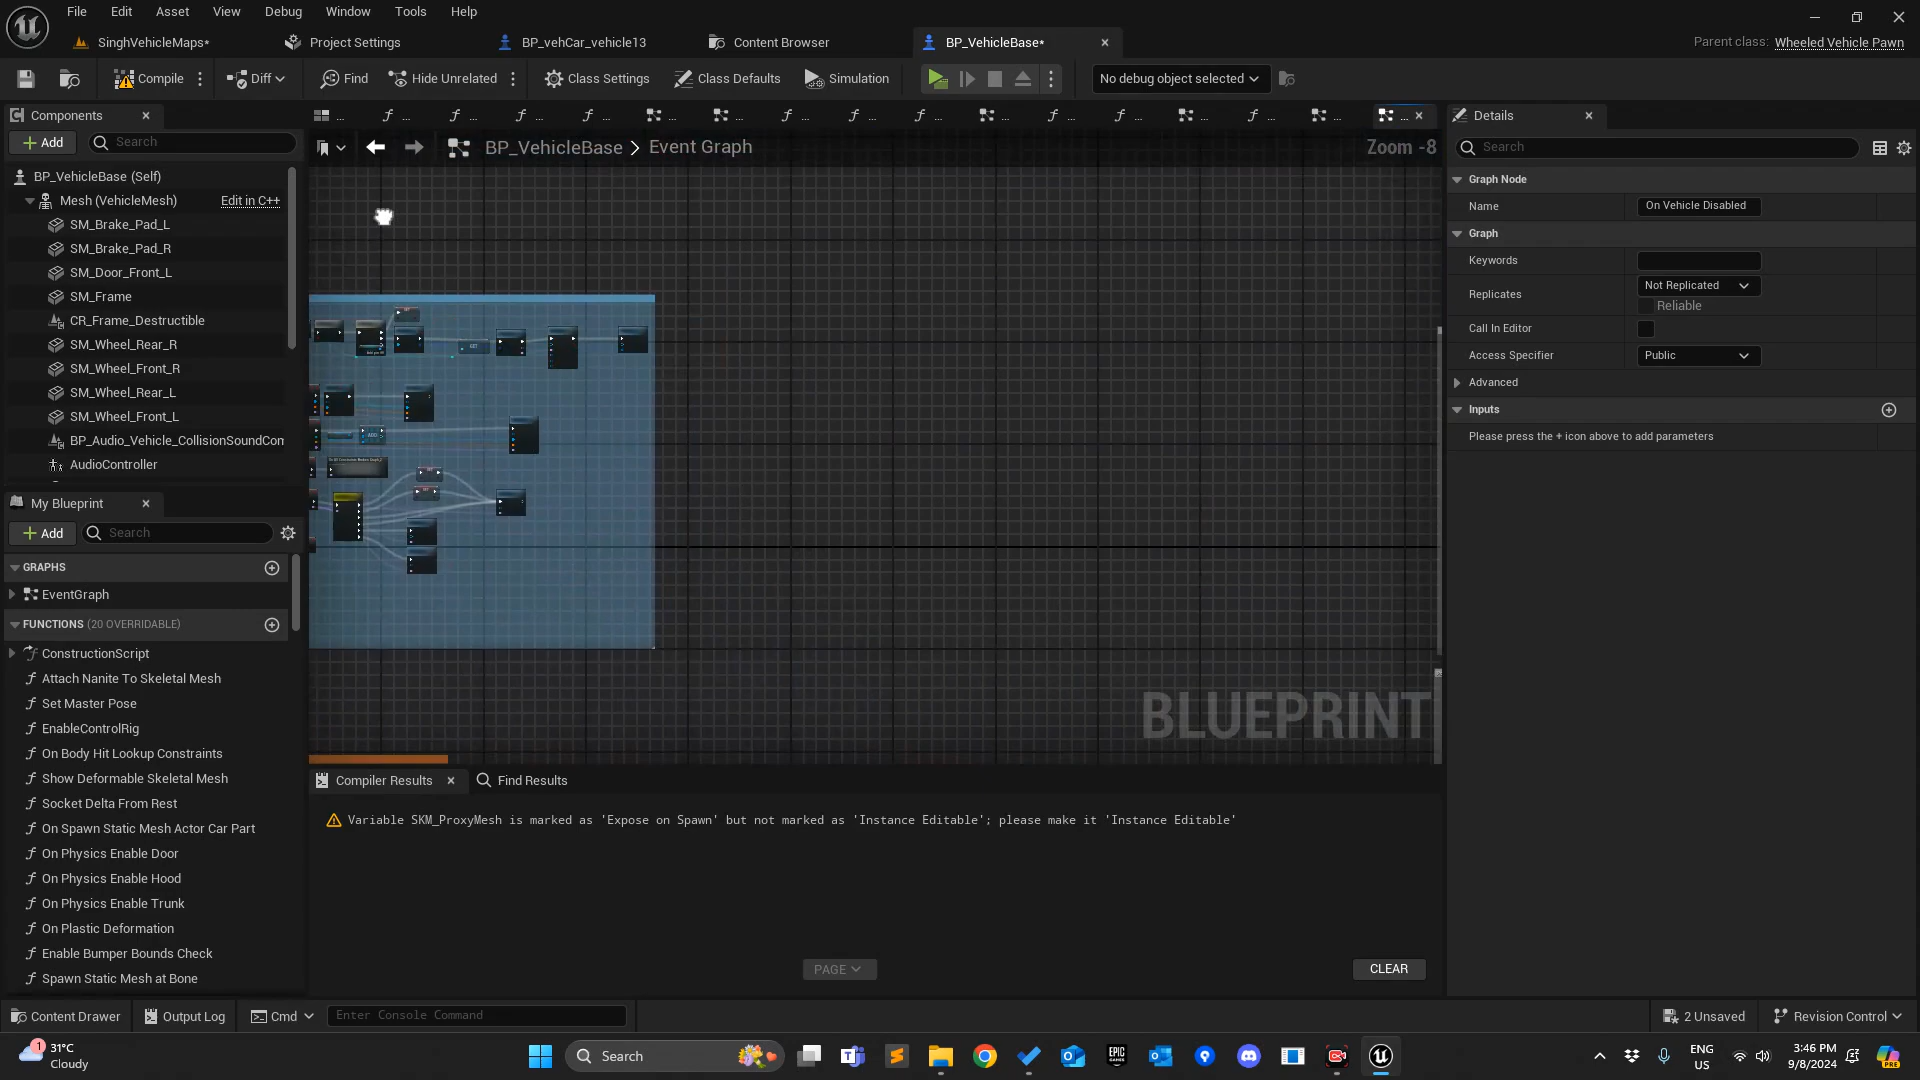 File Edit Asset View Debug Window Tools Help
SinghVehicleMaps* Project Settings BP_vehCar_vehicle13 Content Browser BP_VehicleBase* Parent class: Wheeled Vehicle Pawn
Compile Diff Find Hide Unrelated Class Settings Class Defaults Simulation No debug object selected
Components Details
Add Search BP_VehicleBase > Event Graph Zoom -8 Search
BP_VehicleBase (Self) Graph Node
Mesh (VehicleMesh) Edit in C++ Name On Vehicle Disabled
SM_Brake_Pad_L Graph
SM_Brake_Pad_R Keywords
SM_Door_Front_L Replicates Not Replicated
SM_Frame Reliable
CR_Frame_Destructible Call In Editor
SM_Wheel_Rear_R Access Specifier Public
SM_Wheel_Front_R Advanced
SM_Wheel_Rear_L Inputs
SM_Wheel_Front_L Please press the + icon above to add parameters
BP_Audio_Vehicle_CollisionSoundCon
AudioController
My Blueprint
Add Search
GRAPHS
EventGraph
FUNCTIONS (20 OVERRIDABLE)
ConstructionScript
Attach Nanite To Skeletal Mesh
Set Master Pose
EnableControlRig
On Body Hit Lookup Constraints
Show Deformable Skeletal Mesh
Socket Delta From Rest
On Spawn Static Mesh Actor Car Part
On Physics Enable Door
On Physics Enable Hood
On Physics Enable Trunk
On Plastic Deformation
Enable Bumper Bounds Check
Spawn Static Mesh at Bone
BLUEPRINT
Compiler Results Find Results
Variable SKM_ProxyMesh is marked as 'Expose on Spawn' but not marked as 'Instance Editable'; please make it 'Instance Editable'
PAGE CLEAR
Content Drawer Output Log Cmd Enter Console Command 2 Unsaved Revision Control
1 31°C
Cloudy
Search
ENG
US
3:46 PM
9/8/2024